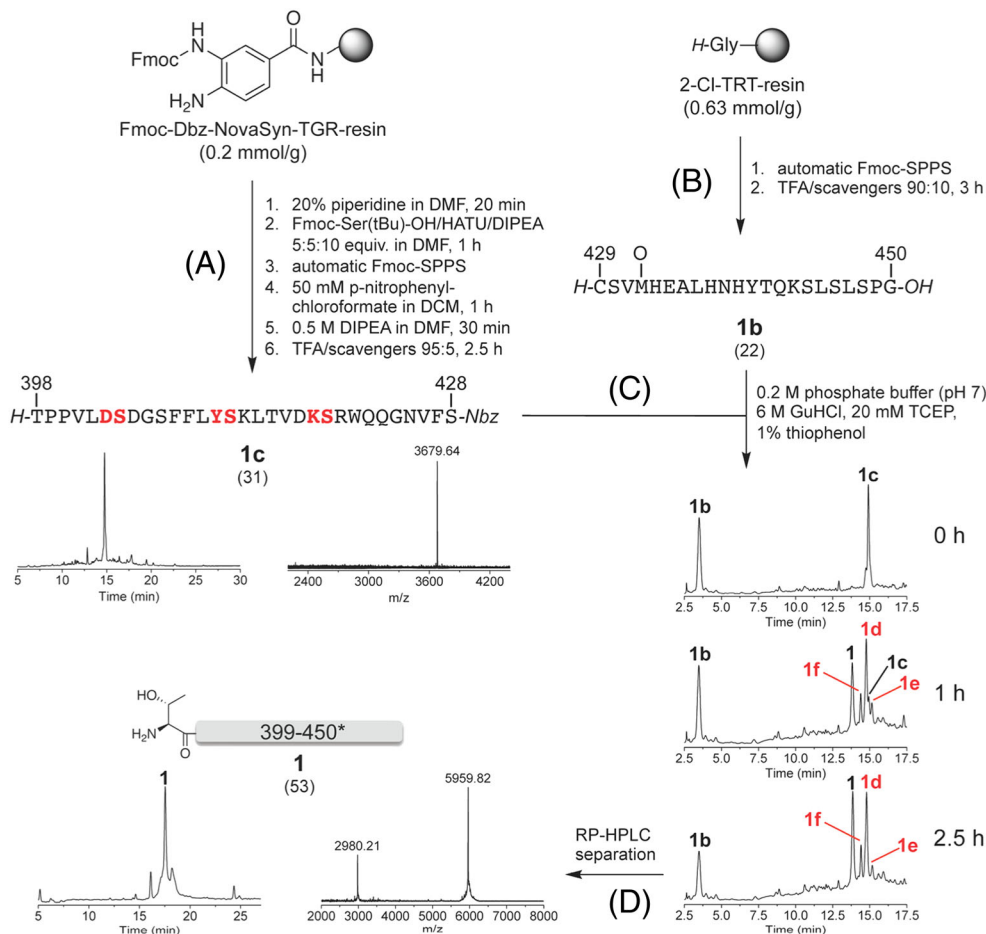 O
H
N
Fmoc
N
H
H₂N
Fmoc-Dbz-NovaSyn-TGR-resin
(0.2 mmol/g)
(A)
1. 20% piperidine in DMF, 20 min
2. Fmoc-Ser(tBu)-OH/HATU/DIPEA
5:5:10 equiv. in DMF, 1 h
3. automatic Fmoc-SPPS
4. 50 mM p-nitrophenyl-
chloroformate in DCM, 1 h
5. 0.5 M DIPEA in DMF, 30 min
6. TFA/scavengers 95:5, 2.5 h
H-Gly
2-Cl-TRT-resin
(0.63 mmol/g)
(B)
1. automatic Fmoc-SPPS
2. TFA/scavengers 90:10, 3 h
429 O 450
H-CSVMHEALHNHYTQKSLSLSPG-OH
1b
(22)
398 428
H-TPPVLDSDGSFFLYSKLTVDKSRWQQGNVFS-Nbz
1c
(31)
(C)
0.2 M phosphate buffer (pH 7)
6 M GuHCl, 20 mM TCEP,
1% thiophenol
5 10 15 20 25 30
Time (min)
3679.64
2400 3000 3600 4200
m/z
1b 1c
0 h
2.5 5.0 7.5 10.0 12.5 15.0 17.5
Time (min)
1b 1f 1 1d 1c 1e
1 h
2.5 5.0 7.5 10.0 12.5 15.0 17.5
Time (min)
1b 1f 1 1d 1e
2.5 h
2.5 5.0 7.5 10.0 12.5 15.0 17.5
Time (min)
RP-HPLC
separation
(D)
HO
H₂N
O
399-450*
1
(53)
1
5 10 15 20 25
Time (min)
2980.21
5959.82
2000 3000 4000 5000 6000 7000 8000
m/z